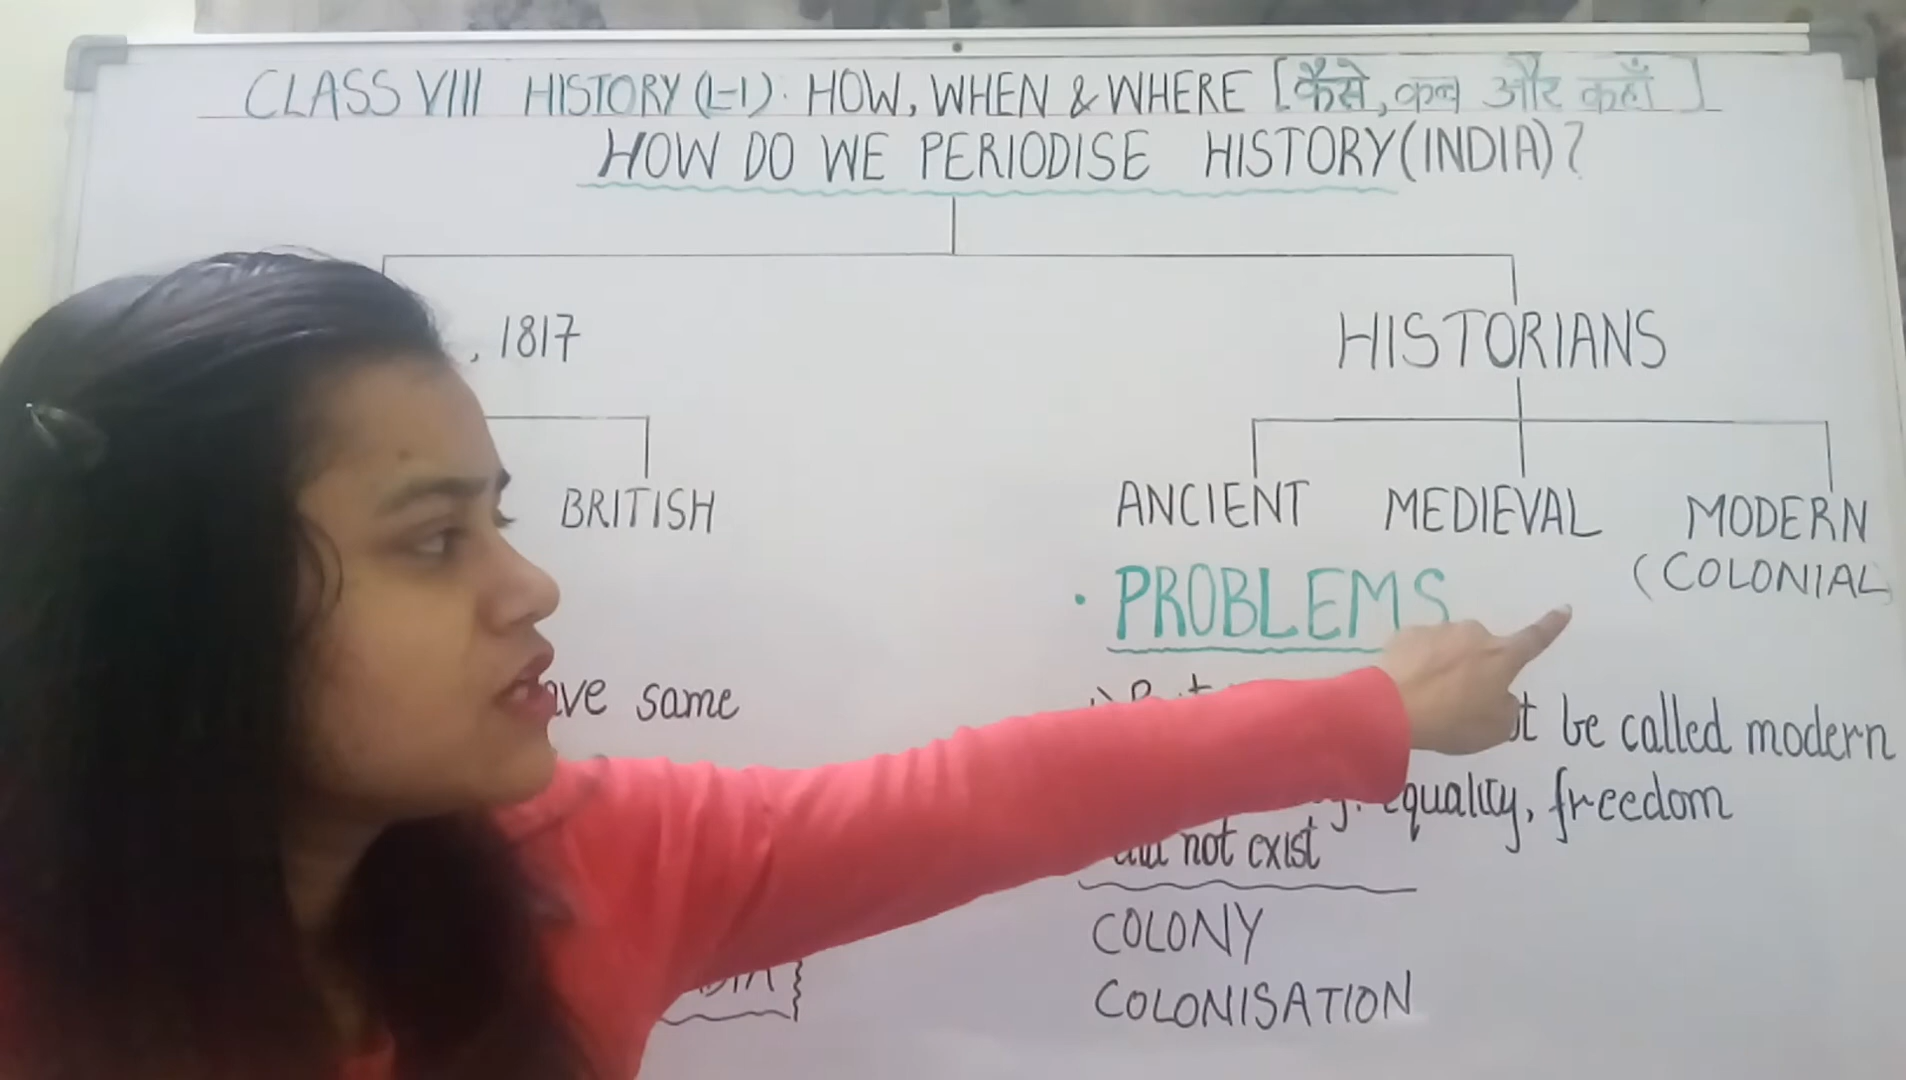 CLASS VIII HISTORY (L-1): HOW, WHEN & WHERE [कैसे, कब और कहाँ]
HOW DO WE PERIODISE HISTORY (INDIA)?
, 1817
HISTORIANS
BRITISH
ANCIENT MEDIEVAL MODERN
(COLONIAL
• PROBLEMS
same
be called modern
equality, freedom
not exist
COLONY
COLONISATION